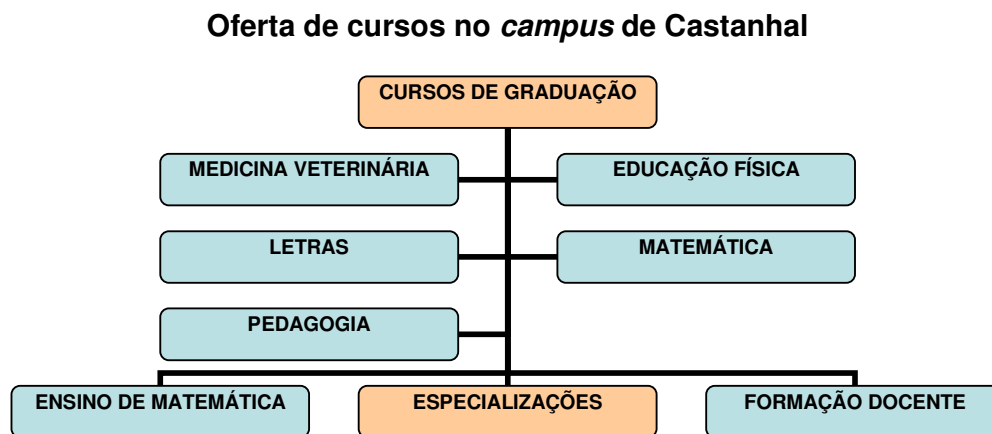 Oferta de cursos no campus de Castanhal
CURSOS DE GRADUAÇÃO
MEDICINA VETERINÁRIA
EDUCAÇÃO FÍSICA
LETRAS
MATEMÁTICA
PEDAGOGIA
ENSINO DE MATEMÁTICA
ESPECIALIZAÇÕES
FORMAÇÃO DOCENTE